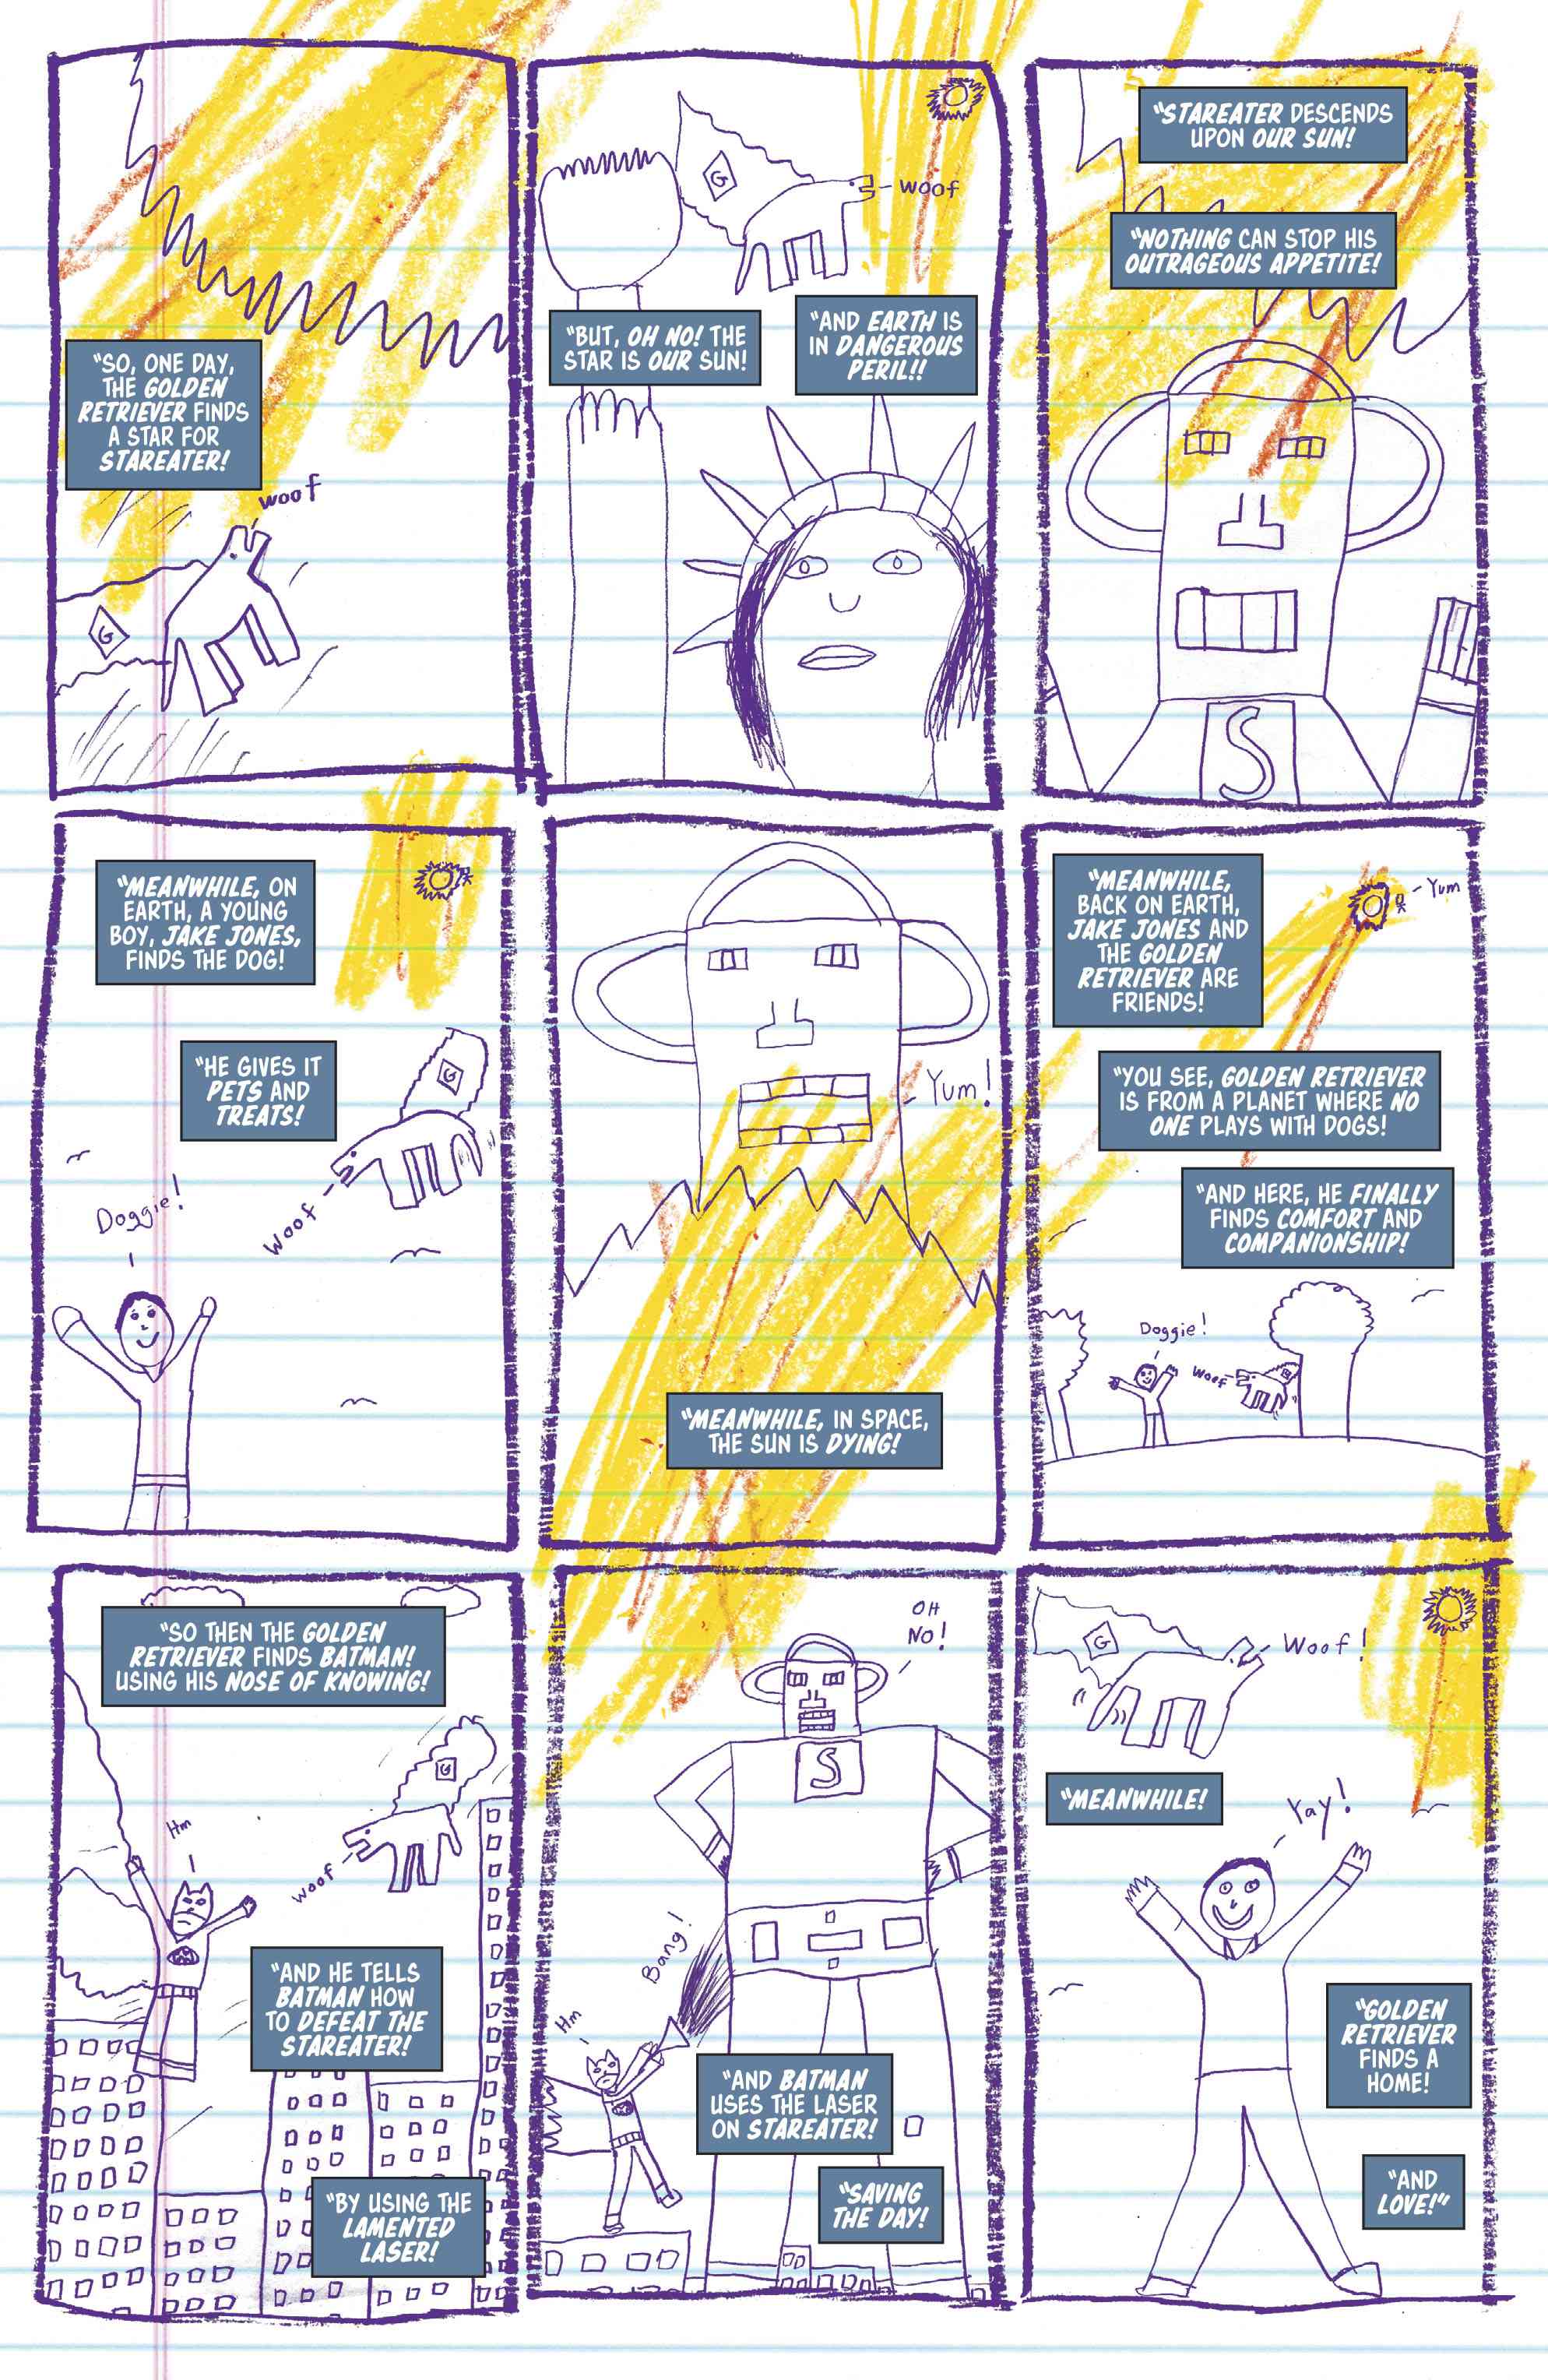 "SO, ONE DAY,
THE GOLDEN
RETRIEVER FINDS
A STAR FOR
STAREATER!
woof
G
G
woof
"BUT, OH NO! THE
STAR IS OUR SUN!
"AND EARTH IS
IN DANGEROUS
PERIL!!
"STAREATER DESCENDS
UPON OUR SUN!
"NOTHING CAN STOP HIS
OUTRAGEOUS APPETITE!
S
"MEANWHILE, ON
EARTH, A YOUNG
BOY, JAKE JONES,
FINDS THE DOG!
"HE GIVES IT
PETS AND
TREATS!
G
Doggie!
Woof
Yum!
"MEANWHILE, IN SPACE,
THE SUN IS DYING!
"MEANWHILE,
BACK ON EARTH,
JAKE JONES AND
THE GOLDEN
RETRIEVER ARE
FRIENDS!
Yum
"YOU SEE, GOLDEN RETRIEVER
IS FROM A PLANET WHERE NO
ONE PLAYS WITH DOGS!
"AND HERE, HE FINALLY
FINDS COMFORT AND
COMPANIONSHIP!
Doggie!
Woof
G
"SO THEN THE GOLDEN
RETRIEVER FINDS BATMAN!
USING HIS NOSE OF KNOWING!
G
Hm
woof
"AND HE TELLS
BATMAN HOW
TO DEFEAT THE
STAREATER!
"BY USING THE
LAMENTED
LASER!
OH
NO!
S
Bang!
Hm
"AND BATMAN
USES THE LASER
ON STAREATER!
"SAVING
THE DAY!
G
Woof!
"MEANWHILE!
Yay!
"GOLDEN
RETRIEVER
FINDS A
HOME!
"AND
LOVE!"